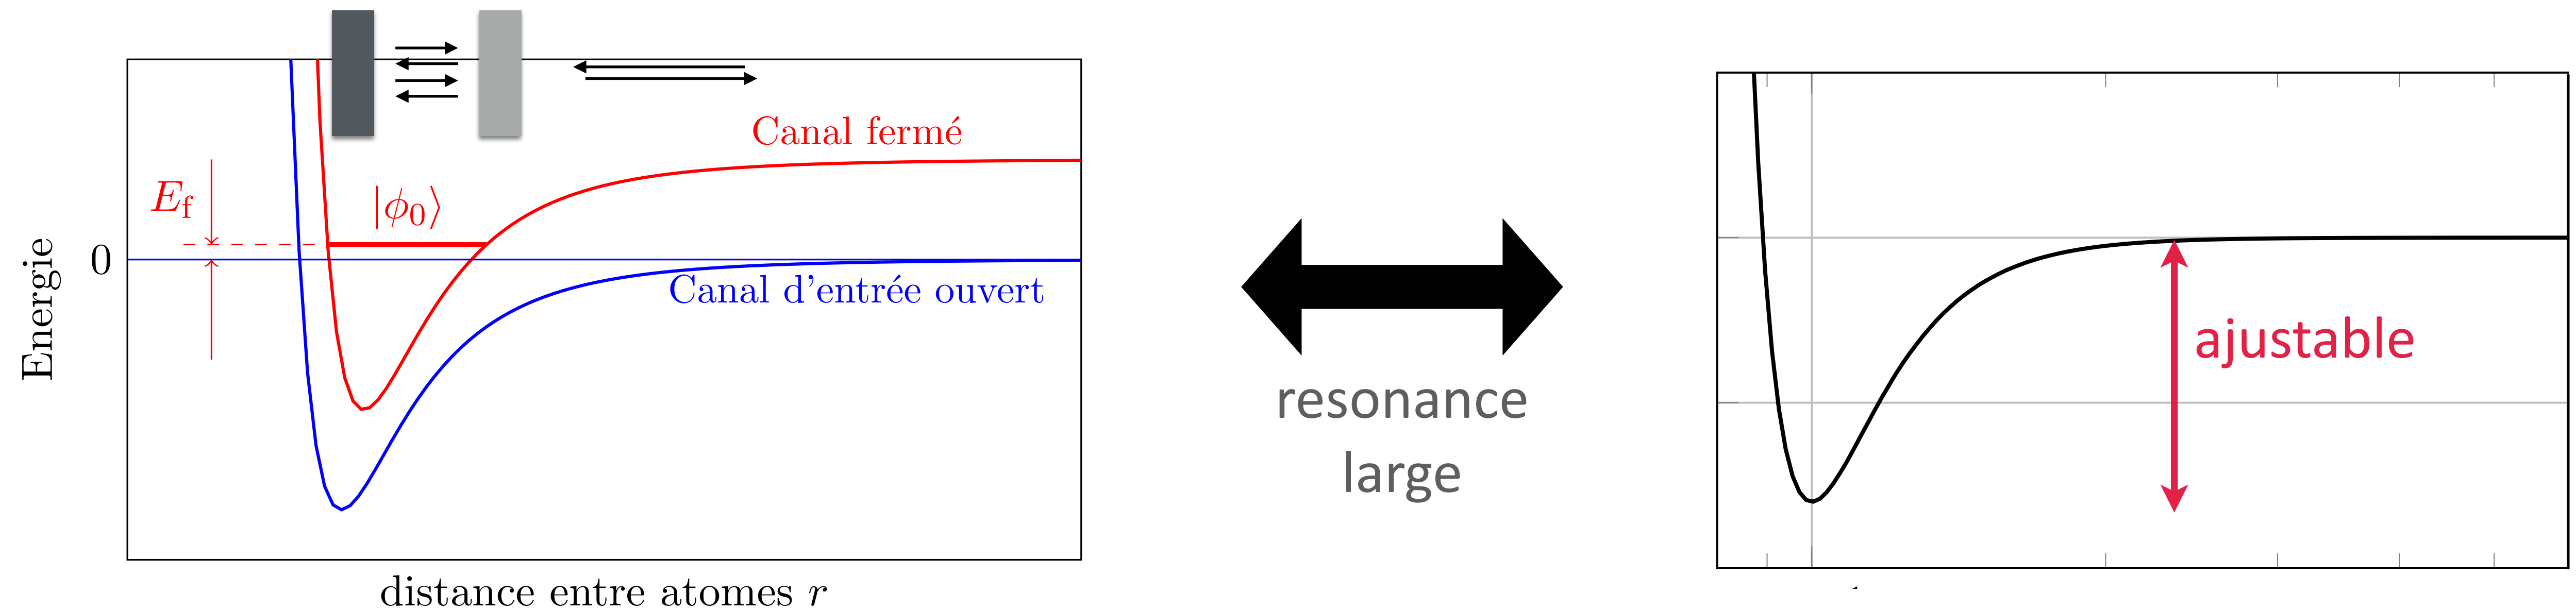 Canal fermé
E_f
|ϕ₀⟩
Energie
0
Canal d'entrée ouvert
distance entre atomes r
resonance
large
ajustable